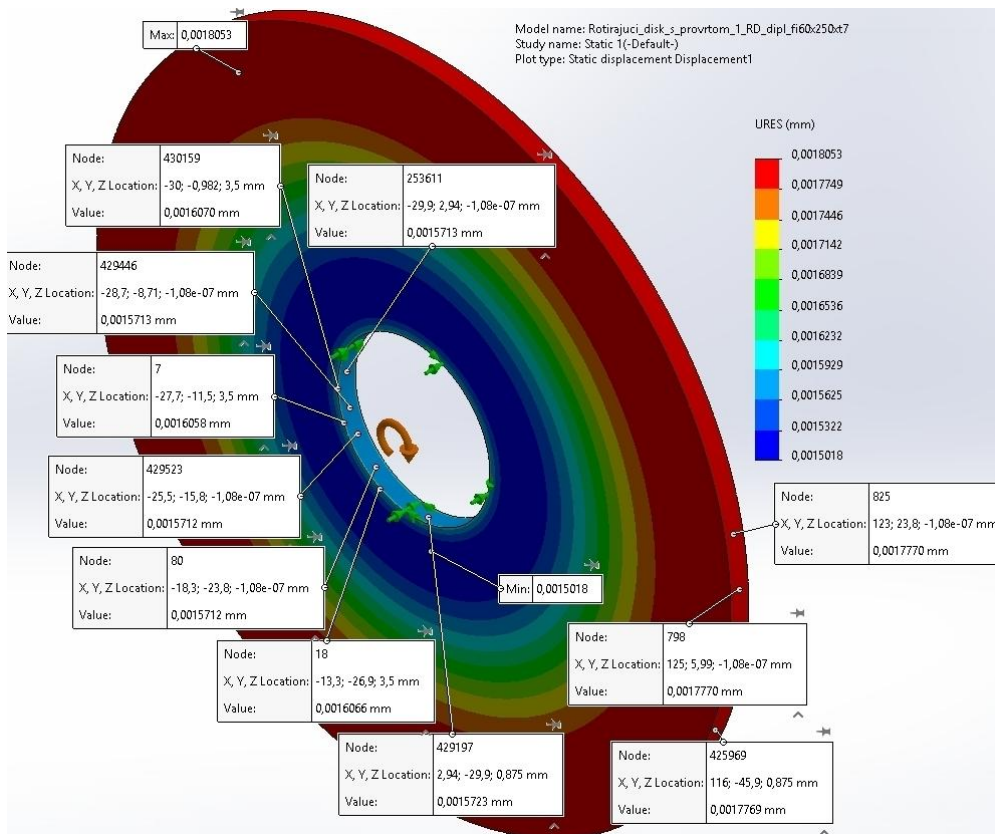 Model name: Rotirajuci_disk_s_provrtom_1_RD_dipl_fi60x250xt7
Study name: Static 1(-Default-)
Plot type: Static displacement Displacement1
Max: 0,0018053
URES (mm)
0,0018053
0,0017749
0,0017446
0,0017142
0,0016839
0,0016536
0,0016232
0,0015929
0,0015625
0,0015322
0,0015018
Node: 430159
X, Y, Z Location: -30; -0,982; 3,5 mm
Value: 0,0016070 mm
Node: 253611
X, Y, Z Location: -29,9; 2,94; -1,08e-07 mm
Value: 0,0015713 mm
Node: 429446
X, Y, Z Location: -28,7; -8,71; -1,08e-07 mm
Value: 0,0015713 mm
Node: 7
X, Y, Z Location: -27,7; -11,5; 3,5 mm
Value: 0,0016058 mm
Node: 429523
X, Y, Z Location: -25,5; -15,8; -1,08e-07 mm
Value: 0,0015712 mm
Node: 825
X, Y, Z Location: 123; 23,8; -1,08e-07 mm
Value: 0,0017770 mm
Node: 80
X, Y, Z Location: -18,3; -23,8; -1,08e-07 mm
Value: 0,0015712 mm
Min: 0,0015018
Node: 798
X, Y, Z Location: 125; 5,99; -1,08e-07 mm
Value: 0,0017770 mm
Node: 18
X, Y, Z Location: -13,3; -26,9; 3,5 mm
Value: 0,0016066 mm
Node: 429197
X, Y, Z Location: 2,94; -29,9; 0,875 mm
Value: 0,0015723 mm
Node: 425969
X, Y, Z Location: 116; -45,9; 0,875 mm
Value: 0,0017769 mm